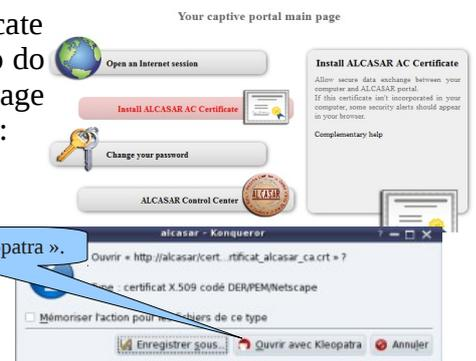 Your captive portal main page
cate
do
age
:
Open an Internet session
Install ALCASAR AC Certificate
Change your password
ALCASAR Control Center
ALCASAR
Install ALCASAR AC Certificate
Allow secure data exchange between your
computer and ALCASAR portal.
If this certificate isn't incorporated in your
computer, some security alerts should appear
in your browser.
Complementary help
patra ».
alcasar - Konqueror
Ouvrir « http://alcasar/cert...rtificat_alcasar_ca.crt » ?
: certificat X.509 codé DER/PEM/Netscape
Mémoriser l'action pour les fichiers de ce type
Enregistrer sous...
Ouvrir avec Kleopatra
Annuler